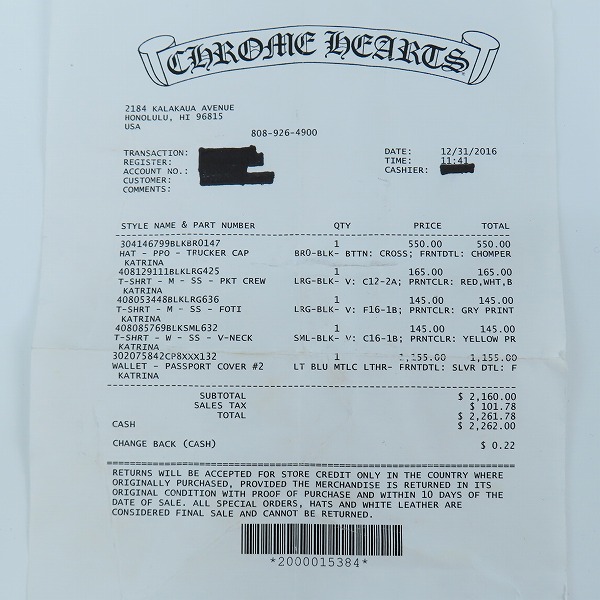 CHROME HEARTS
2184 KALAKAUA AVENUE
HONOLULU, HI 96815
USA
808-926-4900
TRANSACTION: DATE: 12/31/2016
REGISTER: TIME: 11:41
ACCOUNT NO.: CASHIER:
CUSTOMER:
COMMENTS:
STYLE NAME & PART NUMBER QTY PRICE TOTAL
304146799BLKBRO147 1 550.00 550.00
HAT - PPO - TRUCKER CAP BRO-BLK- BTTN: CROSS; FRNTDTL: CHOMPER
KATRINA
408129111BLKLRG425 1 165.00 165.00
T-SHRT - M - SS - PKT CREW LRG-BLK- V: C12-2A; PRNTCLR: RED,WHT,B
KATRINA
408053448BLKLRG636 1 145.00 145.00
T-SHRT - M - SS - FOTI LRG-BLK- V: F16-1B; PRNTCLR: GRY PRINT
KATRINA
408085769BLKSML632 1 145.00 145.00
T-SHRT - W - SS - V-NECK SML-BLK- V: C16-1B; PRNTCLR: YELLOW PR
KATRINA
302075842CP8XXX132 1 1,155.00 1,155.00
WALLET - PASSPORT COVER #2 LT BLU MTLC LTHR- FRNTDTL: SLVR DTL: F
KATRINA
SUBTOTAL $ 2,160.00
SALES TAX $ 101.78
TOTAL $ 2,261.78
CASH $ 2,262.00
CHANGE BACK (CASH) $ 0.22
RETURNS WILL BE ACCEPTED FOR STORE CREDIT ONLY IN THE COUNTRY WHERE
ORIGINALLY PURCHASED, PROVIDED THE MERCHANDISE IS RETURNED IN ITS
ORIGINAL CONDITION WITH PROOF OF PURCHASE AND WITHIN 10 DAYS OF THE
DATE OF SALE. ALL SPECIAL ORDERS, HATS AND WHITE LEATHER ARE
CONSIDERED FINAL SALE AND CANNOT BE RETURNED.
*2000015384*